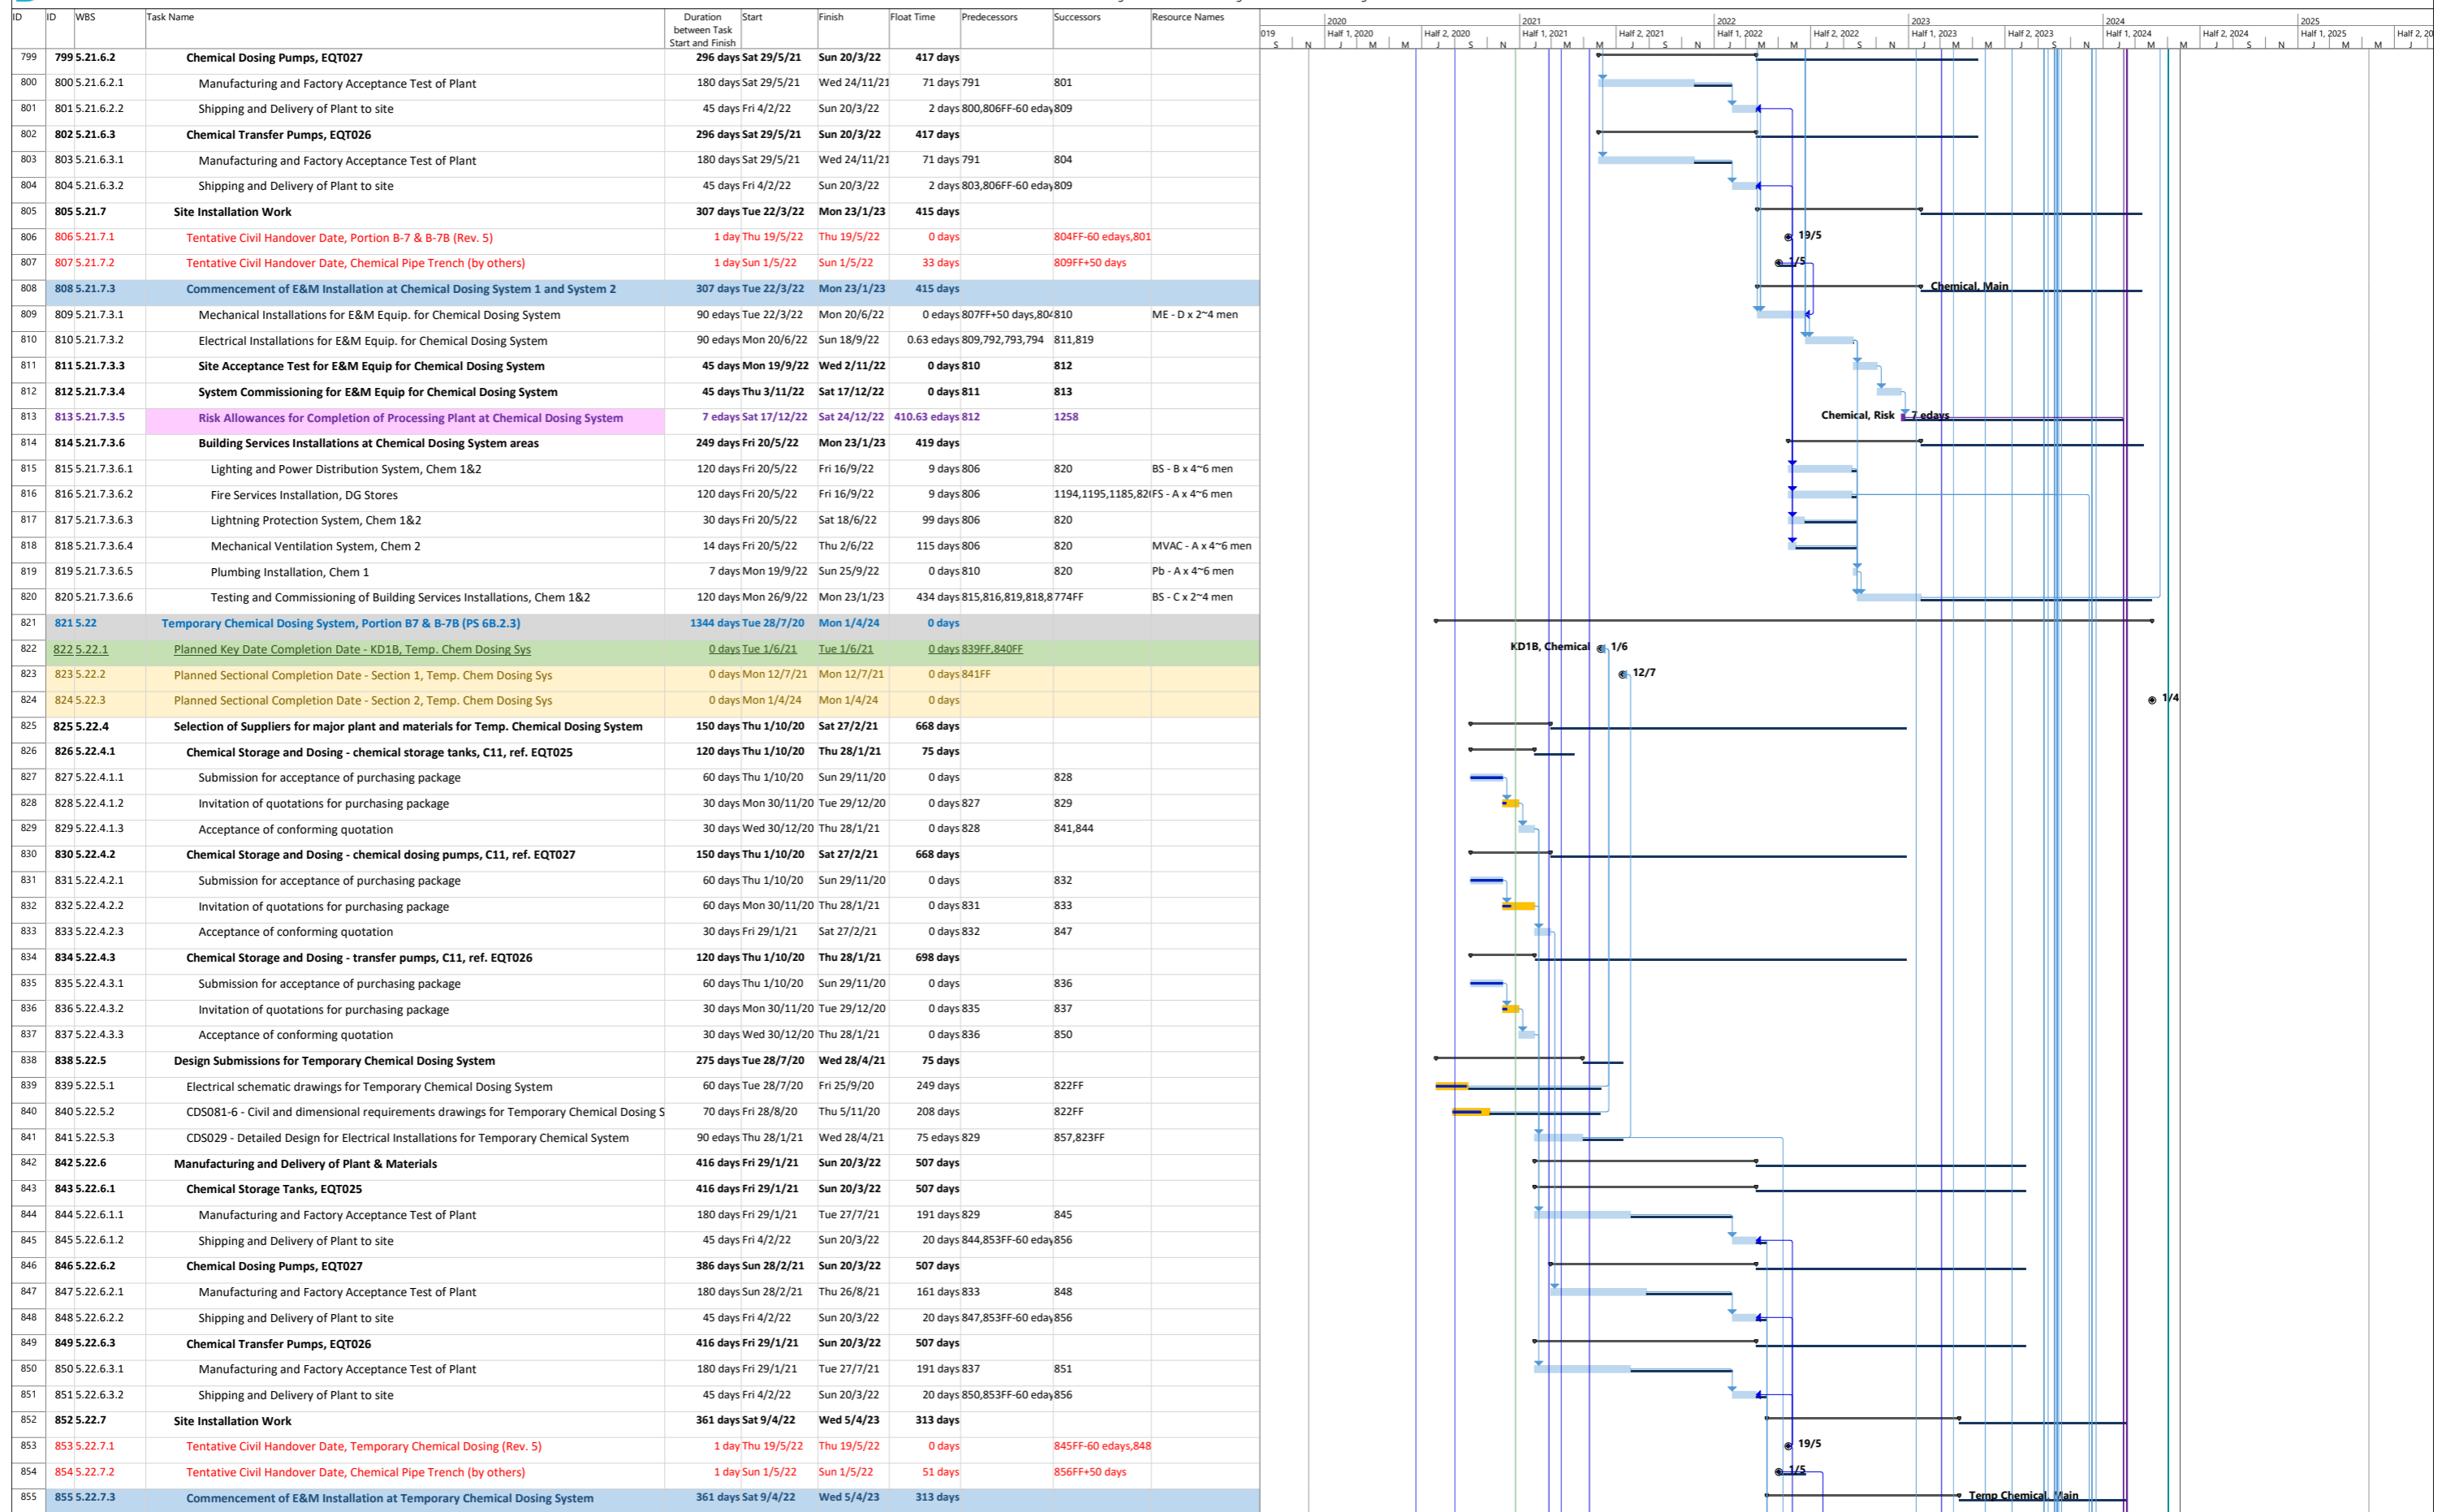 ID ID WBS Task Name Duration between Task Start and Finish Start Finish Float Time Predecessors Successors Resource Names
2020 2021 2022 2023 2024 2025
019 Half 1, 2020 Half 2, 2020 Half 1, 2021 Half 2, 2021 Half 1, 2022 Half 2, 2022 Half 1, 2023 Half 2, 2023 Half 1, 2024 Half 2, 2024 Half 1, 2025 Half 2, 20
S N J M M J S N J M M J S N J M M J S N J M M J S N J M M J S N J M M J
799 799 5.21.6.2 Chemical Dosing Pumps, EQT027 296 days Sat 29/5/21 Sun 20/3/22 417 days
800 800 5.21.6.2.1 Manufacturing and Factory Acceptance Test of Plant 180 days Sat 29/5/21 Wed 24/11/21 71 days 791 801
801 801 5.21.6.2.2 Shipping and Delivery of Plant to site 45 days Fri 4/2/22 Sun 20/3/22 2 days 800,806FF-60 eday 809
802 802 5.21.6.3 Chemical Transfer Pumps, EQT026 296 days Sat 29/5/21 Sun 20/3/22 417 days
803 803 5.21.6.3.1 Manufacturing and Factory Acceptance Test of Plant 180 days Sat 29/5/21 Wed 24/11/21 71 days 791 804
804 804 5.21.6.3.2 Shipping and Delivery of Plant to site 45 days Fri 4/2/22 Sun 20/3/22 2 days 803,806FF-60 eday 809
805 805 5.21.7 Site Installation Work 307 days Tue 22/3/22 Mon 23/1/23 415 days
806 806 5.21.7.1 Tentative Civil Handover Date, Portion B-7 & B-7B (Rev. 5) 1 day Thu 19/5/22 Thu 19/5/22 0 days 804FF-60 edays,801 19/5
807 807 5.21.7.2 Tentative Civil Handover Date, Chemical Pipe Trench (by others) 1 day Sun 1/5/22 Sun 1/5/22 33 days 809FF+50 days 1/5
808 808 5.21.7.3 Commencement of E&M Installation at Chemical Dosing System 1 and System 2 307 days Tue 22/3/22 Mon 23/1/23 415 days Chemical, Main
809 809 5.21.7.3.1 Mechanical Installations for E&M Equip. for Chemical Dosing System 90 edays Tue 22/3/22 Mon 20/6/22 0 edays 807FF+50 days,804 810 ME - D x 2~4 men
810 810 5.21.7.3.2 Electrical Installations for E&M Equip. for Chemical Dosing System 90 edays Mon 20/6/22 Sun 18/9/22 0.63 edays 809,792,793,794 811,819
811 811 5.21.7.3.3 Site Acceptance Test for E&M Equip for Chemical Dosing System 45 days Mon 19/9/22 Wed 2/11/22 0 days 810 812
812 812 5.21.7.3.4 System Commissioning for E&M Equip for Chemical Dosing System 45 days Thu 3/11/22 Sat 17/12/22 0 days 811 813
813 813 5.21.7.3.5 Risk Allowances for Completion of Processing Plant at Chemical Dosing System 7 edays Sat 17/12/22 Sat 24/12/22 410.63 edays 812 1258 Chemical, Risk 7 edays
814 814 5.21.7.3.6 Building Services Installations at Chemical Dosing System areas 249 days Fri 20/5/22 Mon 23/1/23 419 days
815 815 5.21.7.3.6.1 Lighting and Power Distribution System, Chem 1&2 120 days Fri 20/5/22 Fri 16/9/22 9 days 806 820 BS - B x 4~6 men
816 816 5.21.7.3.6.2 Fire Services Installation, DG Stores 120 days Fri 20/5/22 Fri 16/9/22 9 days 806 1194,1195,1185,820 FS - A x 4~6 men
817 817 5.21.7.3.6.3 Lightning Protection System, Chem 1&2 30 days Fri 20/5/22 Sat 18/6/22 99 days 806 820
818 818 5.21.7.3.6.4 Mechanical Ventilation System, Chem 2 14 days Fri 20/5/22 Thu 2/6/22 115 days 806 820 MVAC - A x 4~6 men
819 819 5.21.7.3.6.5 Plumbing Installation, Chem 1 7 days Mon 19/9/22 Sun 25/9/22 0 days 810 820 Pb - A x 4~6 men
820 820 5.21.7.3.6.6 Testing and Commissioning of Building Services Installations, Chem 1&2 120 days Mon 26/9/22 Mon 23/1/23 434 days 815,816,819,818,8 774FF BS - C x 2~4 men
821 821 5.22 Temporary Chemical Dosing System, Portion B7 & B-7B (PS 6B.2.3) 1344 days Tue 28/7/20 Mon 1/4/24 0 days
822 822 5.22.1 Planned Key Date Completion Date - KD1B, Temp. Chem Dosing Sys 0 days Tue 1/6/21 Tue 1/6/21 0 days 839FF,840FF KD1B, Chemical 1/6
823 823 5.22.2 Planned Sectional Completion Date - Section 1, Temp. Chem Dosing Sys 0 days Mon 12/7/21 Mon 12/7/21 0 days 841FF 12/7
824 824 5.22.3 Planned Sectional Completion Date - Section 2, Temp. Chem Dosing Sys 0 days Mon 1/4/24 Mon 1/4/24 0 days 1/4
825 825 5.22.4 Selection of Suppliers for major plant and materials for Temp. Chemical Dosing System 150 days Thu 1/10/20 Sat 27/2/21 668 days
826 826 5.22.4.1 Chemical Storage and Dosing - chemical storage tanks, C11, ref. EQT025 120 days Thu 1/10/20 Thu 28/1/21 75 days
827 827 5.22.4.1.1 Submission for acceptance of purchasing package 60 days Thu 1/10/20 Sun 29/11/20 0 days 828
828 828 5.22.4.1.2 Invitation of quotations for purchasing package 30 days Mon 30/11/20 Tue 29/12/20 0 days 827 829
829 829 5.22.4.1.3 Acceptance of conforming quotation 30 days Wed 30/12/20 Thu 28/1/21 0 days 828 841,844
830 830 5.22.4.2 Chemical Storage and Dosing - chemical dosing pumps, C11, ref. EQT027 150 days Thu 1/10/20 Sat 27/2/21 668 days
831 831 5.22.4.2.1 Submission for acceptance of purchasing package 60 days Thu 1/10/20 Sun 29/11/20 0 days 832
832 832 5.22.4.2.2 Invitation of quotations for purchasing package 60 days Mon 30/11/20 Thu 28/1/21 0 days 831 833
833 833 5.22.4.2.3 Acceptance of conforming quotation 30 days Fri 29/1/21 Sat 27/2/21 0 days 832 847
834 834 5.22.4.3 Chemical Storage and Dosing - transfer pumps, C11, ref. EQT026 120 days Thu 1/10/20 Thu 28/1/21 698 days
835 835 5.22.4.3.1 Submission for acceptance of purchasing package 60 days Thu 1/10/20 Sun 29/11/20 0 days 836
836 836 5.22.4.3.2 Invitation of quotations for purchasing package 30 days Mon 30/11/20 Tue 29/12/20 0 days 835 837
837 837 5.22.4.3.3 Acceptance of conforming quotation 30 days Wed 30/12/20 Thu 28/1/21 0 days 836 850
838 838 5.22.5 Design Submissions for Temporary Chemical Dosing System 275 days Tue 28/7/20 Wed 28/4/21 75 days
839 839 5.22.5.1 Electrical schematic drawings for Temporary Chemical Dosing System 60 days Tue 28/7/20 Fri 25/9/20 249 days 822FF
840 840 5.22.5.2 CDS081-6 - Civil and dimensional requirements drawings for Temporary Chemical Dosing S 70 days Fri 28/8/20 Thu 5/11/20 208 days 822FF
841 841 5.22.5.3 CDS029 - Detailed Design for Electrical Installations for Temporary Chemical System 90 edays Thu 28/1/21 Wed 28/4/21 75 edays 829 857,823FF
842 842 5.22.6 Manufacturing and Delivery of Plant & Materials 416 days Fri 29/1/21 Sun 20/3/22 507 days
843 843 5.22.6.1 Chemical Storage Tanks, EQT025 416 days Fri 29/1/21 Sun 20/3/22 507 days
844 844 5.22.6.1.1 Manufacturing and Factory Acceptance Test of Plant 180 days Fri 29/1/21 Tue 27/7/21 191 days 829 845
845 845 5.22.6.1.2 Shipping and Delivery of Plant to site 45 days Fri 4/2/22 Sun 20/3/22 20 days 844,853FF-60 eday 856
846 846 5.22.6.2 Chemical Dosing Pumps, EQT027 386 days Sun 28/2/21 Sun 20/3/22 507 days
847 847 5.22.6.2.1 Manufacturing and Factory Acceptance Test of Plant 180 days Sun 28/2/21 Thu 26/8/21 161 days 833 848
848 848 5.22.6.2.2 Shipping and Delivery of Plant to site 45 days Fri 4/2/22 Sun 20/3/22 20 days 847,853FF-60 eday 856
849 849 5.22.6.3 Chemical Transfer Pumps, EQT026 416 days Fri 29/1/21 Sun 20/3/22 507 days
850 850 5.22.6.3.1 Manufacturing and Factory Acceptance Test of Plant 180 days Fri 29/1/21 Tue 27/7/21 191 days 837 851
851 851 5.22.6.3.2 Shipping and Delivery of Plant to site 45 days Fri 4/2/22 Sun 20/3/22 20 days 850,853FF-60 eday 856
852 852 5.22.7 Site Installation Work 361 days Sat 9/4/22 Wed 5/4/23 313 days
853 853 5.22.7.1 Tentative Civil Handover Date, Temporary Chemical Dosing (Rev. 5) 1 day Thu 19/5/22 Thu 19/5/22 0 days 845FF-60 edays,848 19/5
854 854 5.22.7.2 Tentative Civil Handover Date, Chemical Pipe Trench (by others) 1 day Sun 1/5/22 Sun 1/5/22 51 days 856FF+50 days 1/5
855 855 5.22.7.3 Commencement of E&M Installation at Temporary Chemical Dosing System 361 days Sat 9/4/22 Wed 5/4/23 313 days Temp Chemical, Main